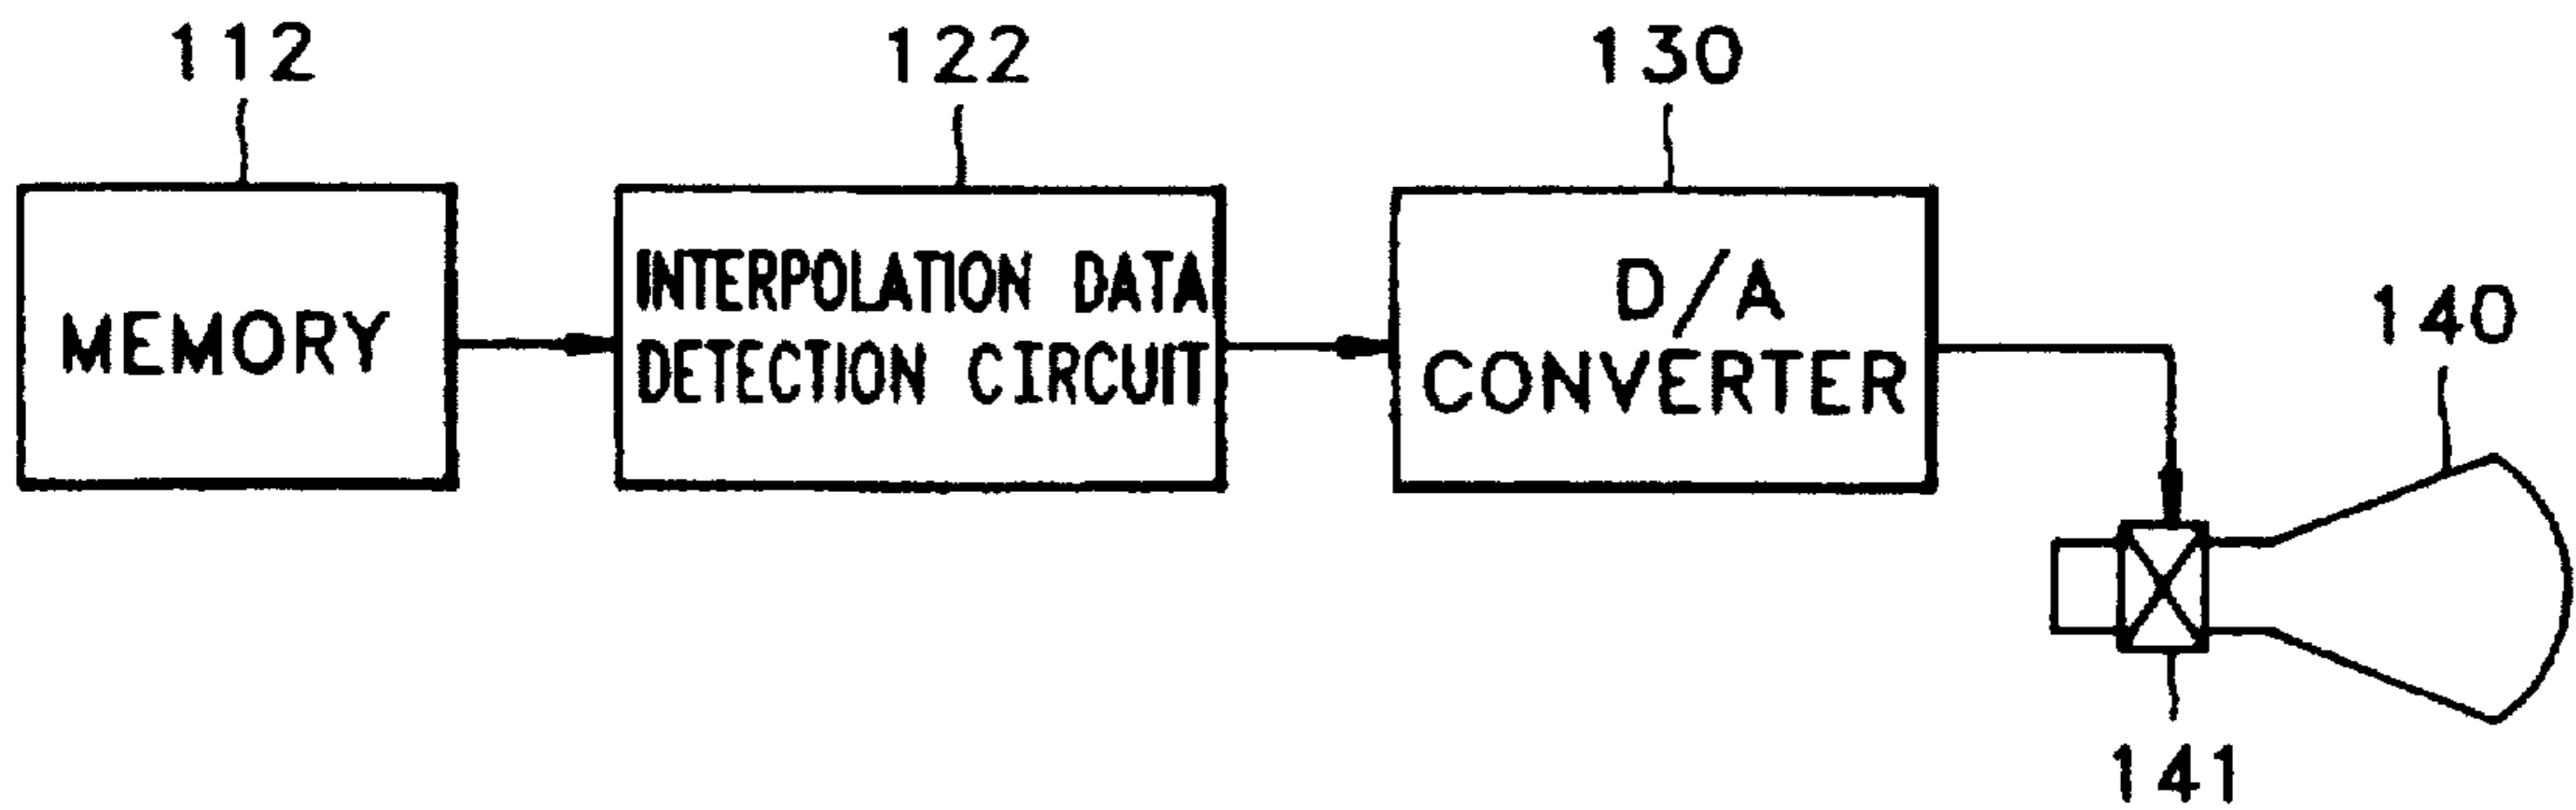 112
122
130
MEMORY
INTERPOLATION DATA
DETECTION CIRCUIT
D/A
CONVERTER
140
141